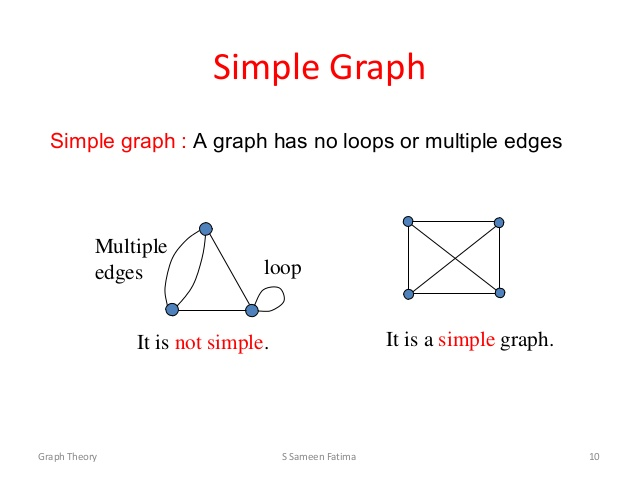 Simple Graph
Simple graph : A graph has no loops or multiple edges
Multiple
edges
loop
It is not simple.
It is a simple graph.
Graph Theory
S Sameen Fatima
10